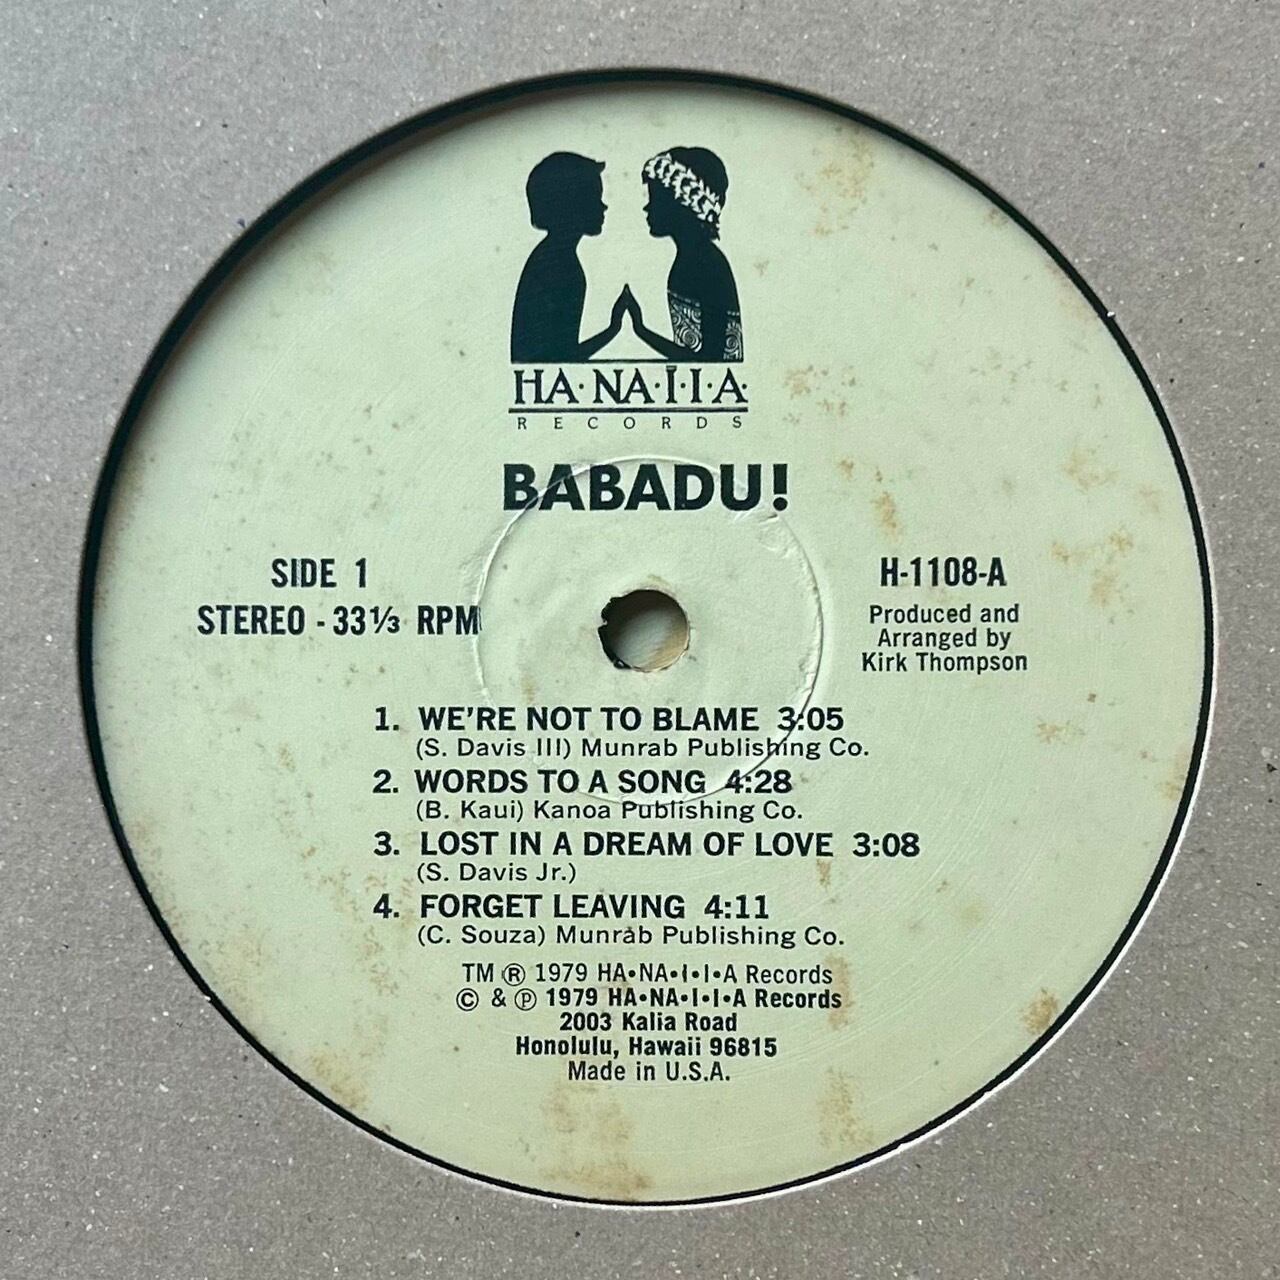 HA·NA·Ī·I·A·
RECORDS
BABADU!
SIDE 1
STEREO - 33⅓ RPM
H-1108-A
Produced and
Arranged by
Kirk Thompson
1. WE'RE NOT TO BLAME 3:05
(S. Davis III) Munrab Publishing Co.
2. WORDS TO A SONG 4:28
(B. Kaui) Kanoa Publishing Co.
3. LOST IN A DREAM OF LOVE 3:08
(S. Davis Jr.)
4. FORGET LEAVING 4:11
(C. Souza) Munrab Publishing Co.
TM ® 1979 HA•NA•I•I•A Records
© & ℗ 1979 HA•NA•I•I•A Records
2003 Kalia Road
Honolulu, Hawaii 96815
Made in U.S.A.